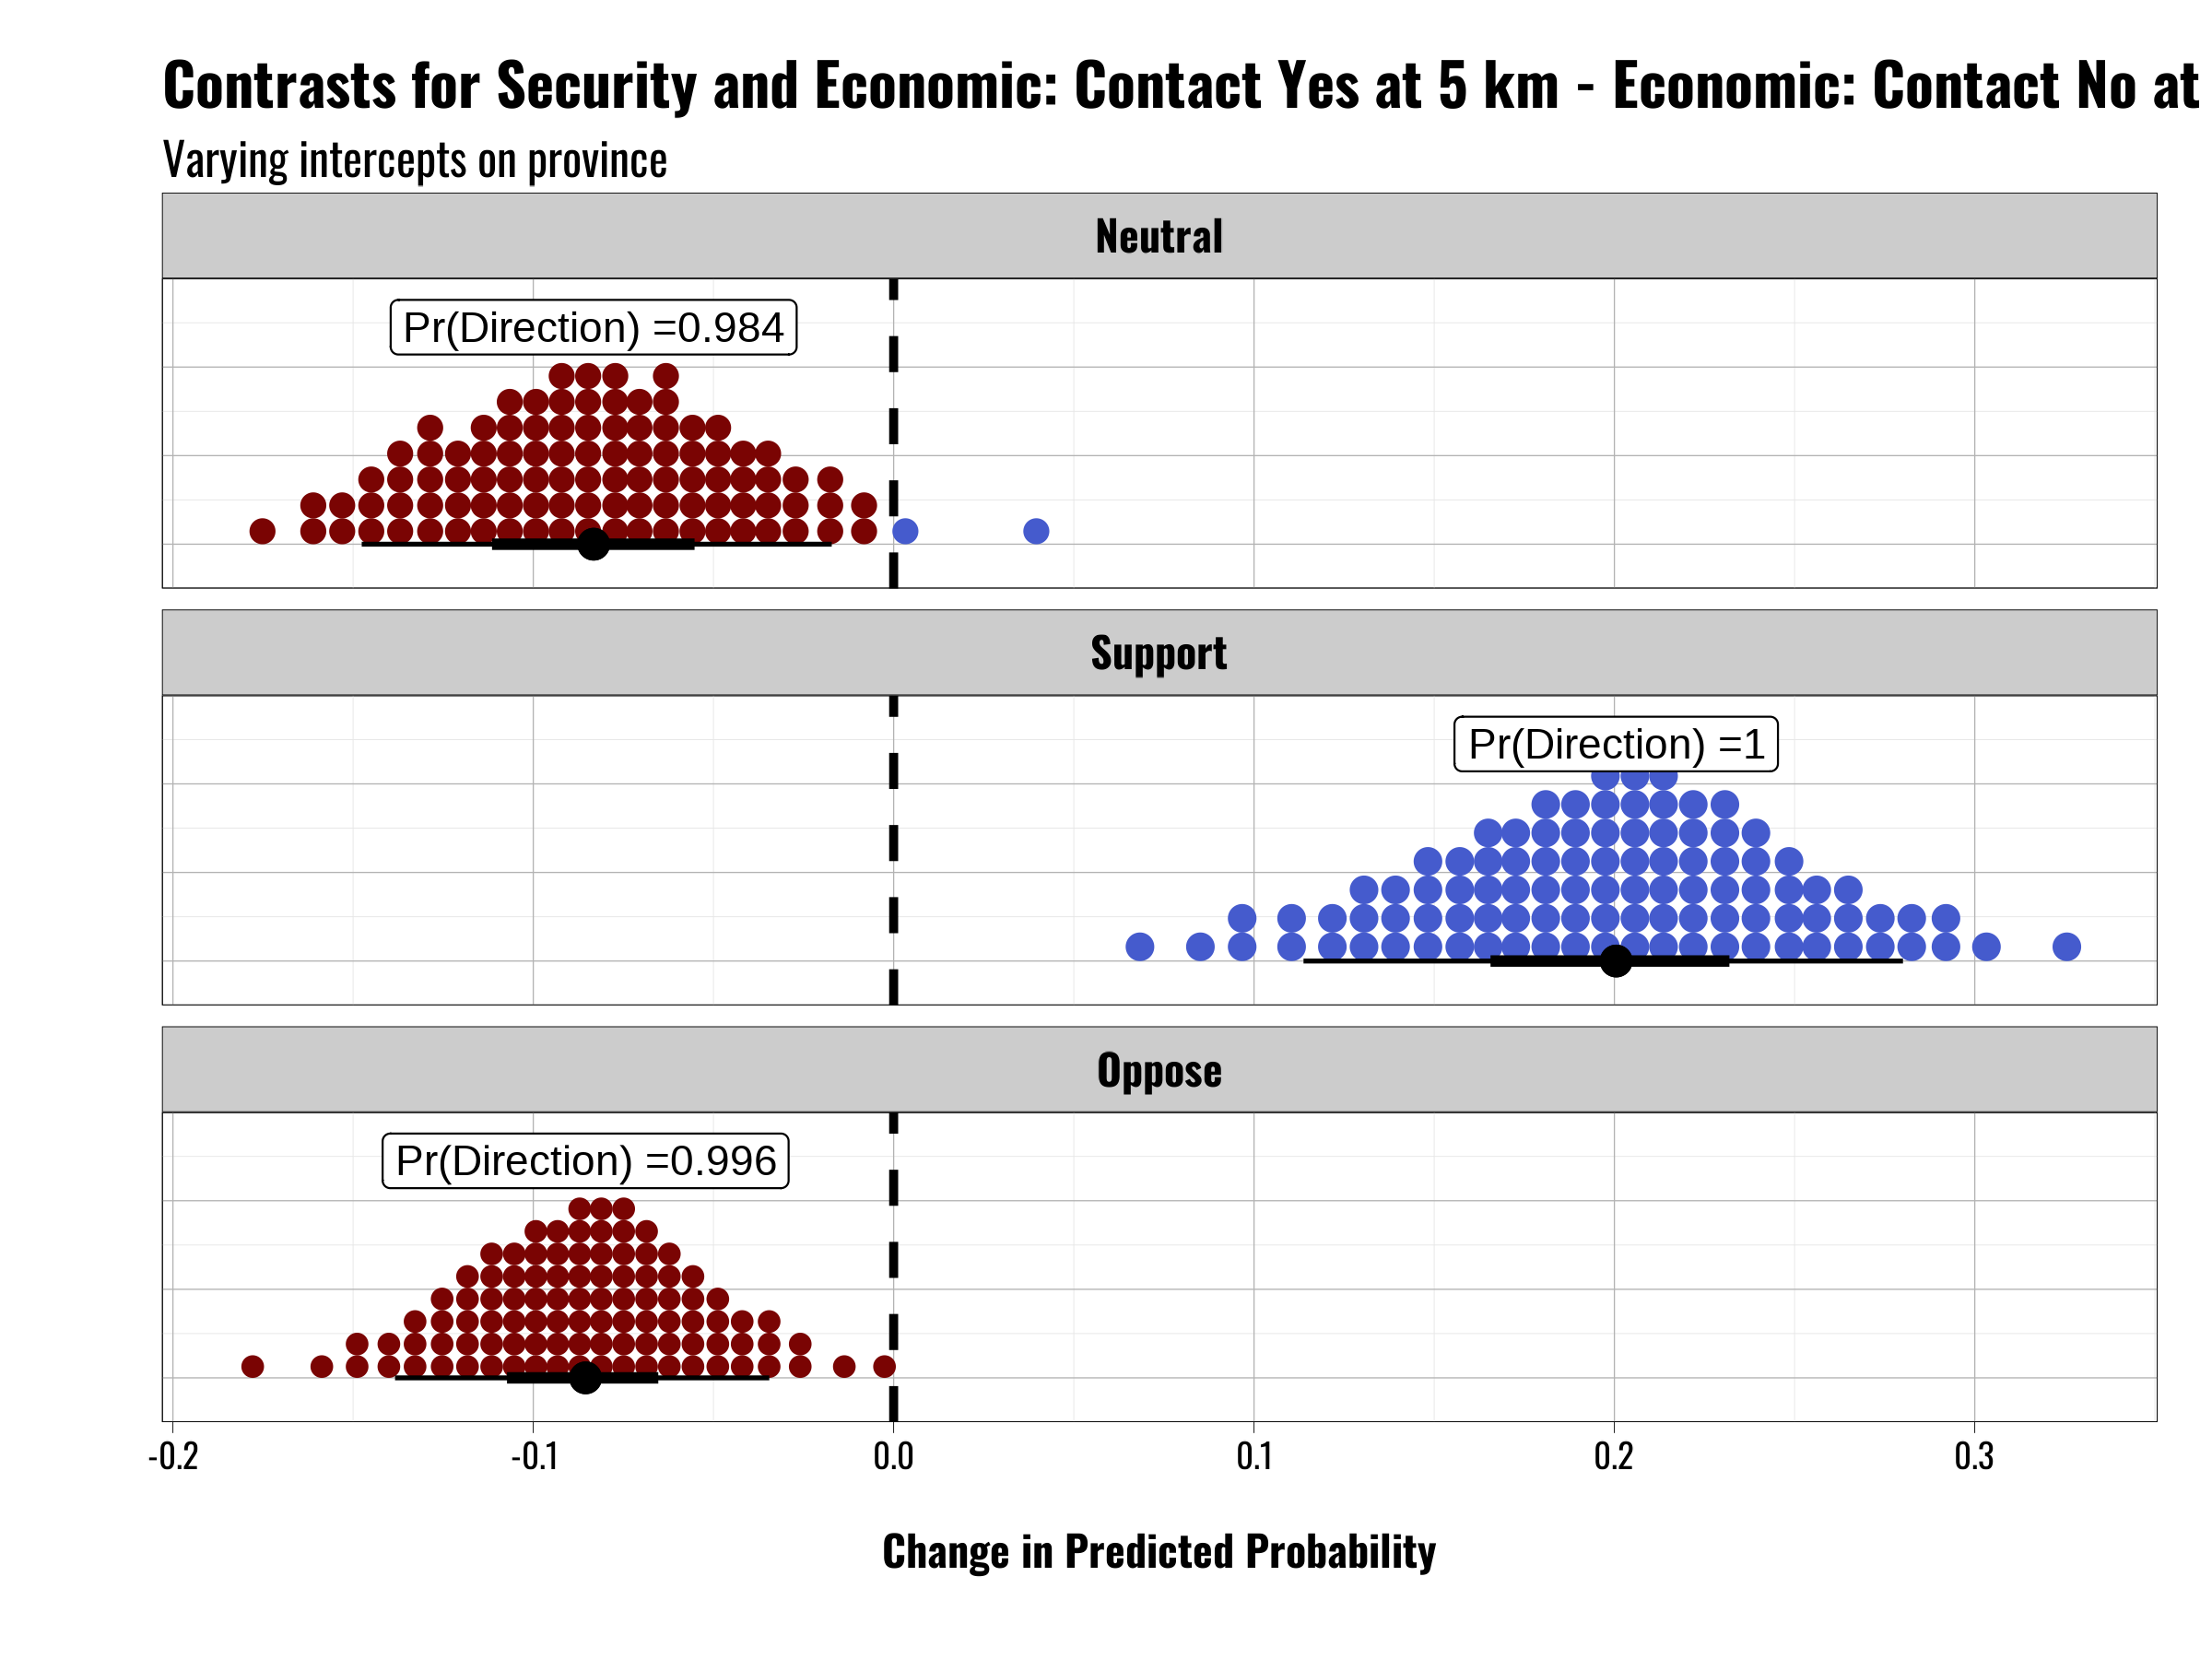 Contrasts for Security and Economic: Contact Yes at 5 km - Economic: Contact No at
Varying intercepts on province
Neutral
Pr(Direction) =0.984
Support
Pr(Direction) =1
Oppose
Pr(Direction) =0.996
-0.2 -0.1 0.0 0.1 0.2 0.3
Change in Predicted Probability